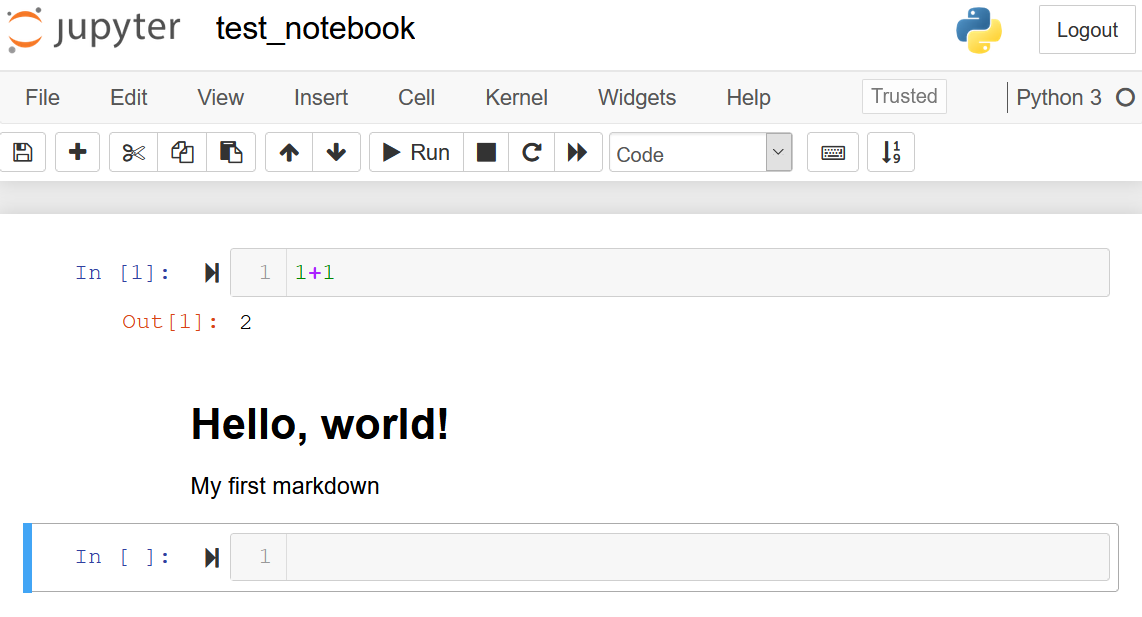 jupyter test_notebook Logout
File Edit View Insert Cell Kernel Widgets Help Trusted Python 3
Run Code
In [1]: 1 1+1
Out[1]: 2
Hello, world!
My first markdown
In [ ]: 1